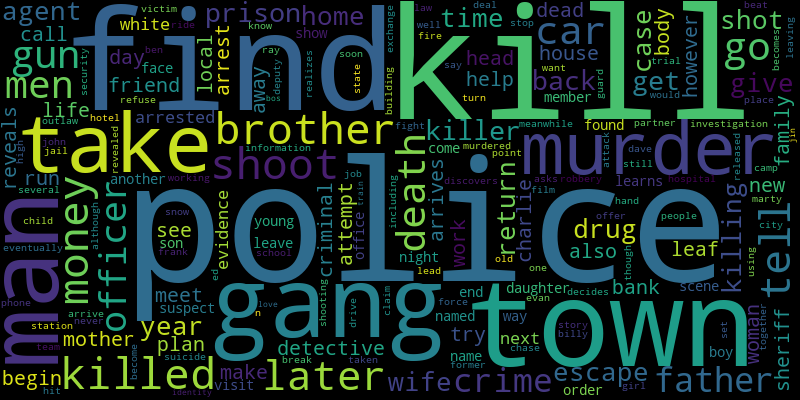 agent white prison home time dead gun call men day shot
find kill car go house body case however
victim ride know ben show ray soon state deputy face friend arrest local away security realizes
exchange law deal well stop beat fire say want becomes leaving guard trial place turn would
back get head help member give
life reveals arrested outlaw john high jail hotel revealed refuse bos building
take brother killer meanwhile partner investigation found
murdered fight point come dave still attack released jin camp family
run another working information job murder
shoot asks robbery hospital learns discovers film
man money officer police death return charlie
several child although eventually snow son see young leave frank school evidence criminal attempt office train including arrives night work
drug also leaf killing new tell woman
hand offer people marty city using together
phone arrive never station team
meet suspect year mother plan begin
gang town
ed love n shooting drive claim lead force old one evan though
end named try way name daughter decides next bank scene
chase story billy former boy girl set sheriff
hit become suicide identity break taken
killed later detective make visit wife crime escape order father